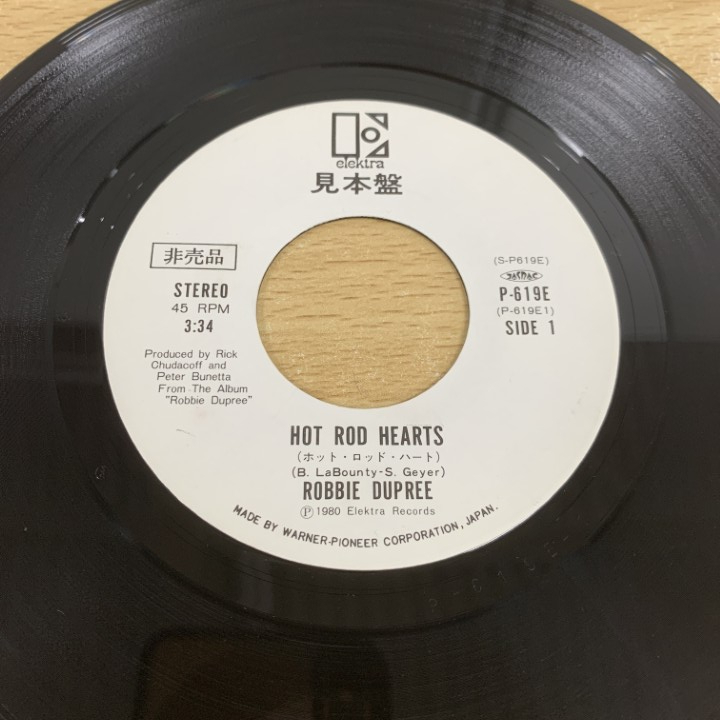 elektra
見本盤
非売品
STEREO
45 RPM
3:34
Produced by Rick
Chudacoff and
Peter Bunetta
From The Album
"Robbie Dupree"
(S-P619E)
P-619E
(P-619E1)
SIDE 1
HOT ROD HEARTS
(ホット・ロッド・ハート)
(B. LaBounty-S. Geyer)
ROBBIE DUPREE
Ⓟ1980 Elektra Records
MADE BY WARNER-PIONEER CORPORATION, JAPAN.